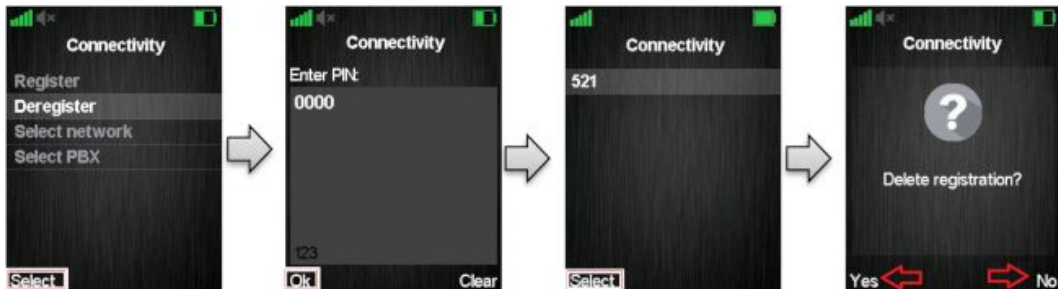 Connectivity
Register
Deregister
Select network
Select PBX
Select
Connectivity
Enter PIN:
0000
123
Ok
Clear
Connectivity
521
Select
Connectivity
?
Delete registration?
Yes
No